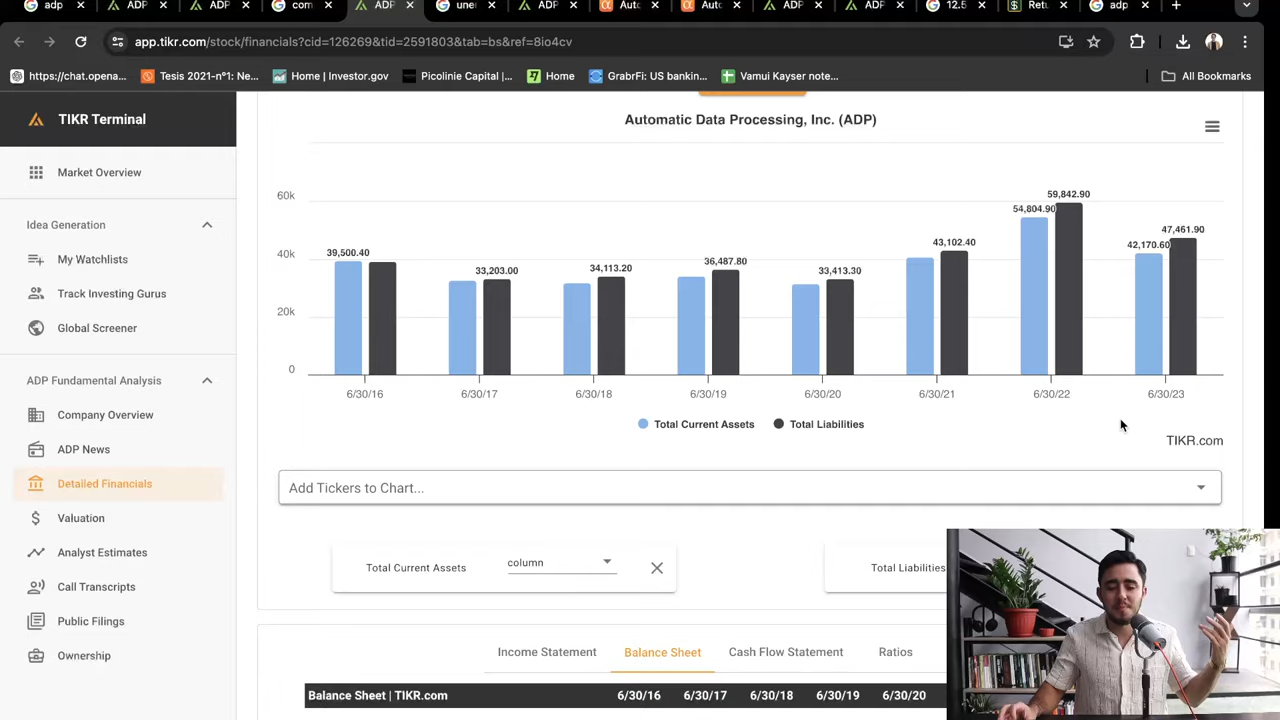 adp
ADP
ADP
com
ADP
une
ADP
Auto
Auto
ADP
ADP
12.5
Retu
adp
app.tikr.com/stock/financials?cid=126269&tid=2591803&tab=bs&ref=8io4cv
https://chat.opena...
Tesis 2021-nº1: Ne...
Home | Investor.gov
Picolinie Capital |...
Home
GrabrFi: US bankin...
Vamui Kayser note...
All Bookmarks
TIKR Terminal
Market Overview
Idea Generation
My Watchlists
Track Investing Gurus
Global Screener
ADP Fundamental Analysis
Company Overview
ADP News
Detailed Financials
Valuation
Analyst Estimates
Call Transcripts
Public Filings
Ownership
Automatic Data Processing, Inc. (ADP)
60k
40k
20k
0
39,500.40
33,203.00
34,113.20
36,487.80
33,413.30
43,102.40
54,804.90
59,842.90
42,170.60
47,461.90
6/30/16 6/30/17 6/30/18 6/30/19 6/30/20 6/30/21 6/30/22 6/30/23
Total Current Assets Total Liabilities
TIKR.com
Add Tickers to Chart...
Total Current Assets column
Total Liabilities
Income Statement Balance Sheet Cash Flow Statement Ratios
Balance Sheet | TIKR.com 6/30/16 6/30/17 6/30/18 6/30/19 6/30/20